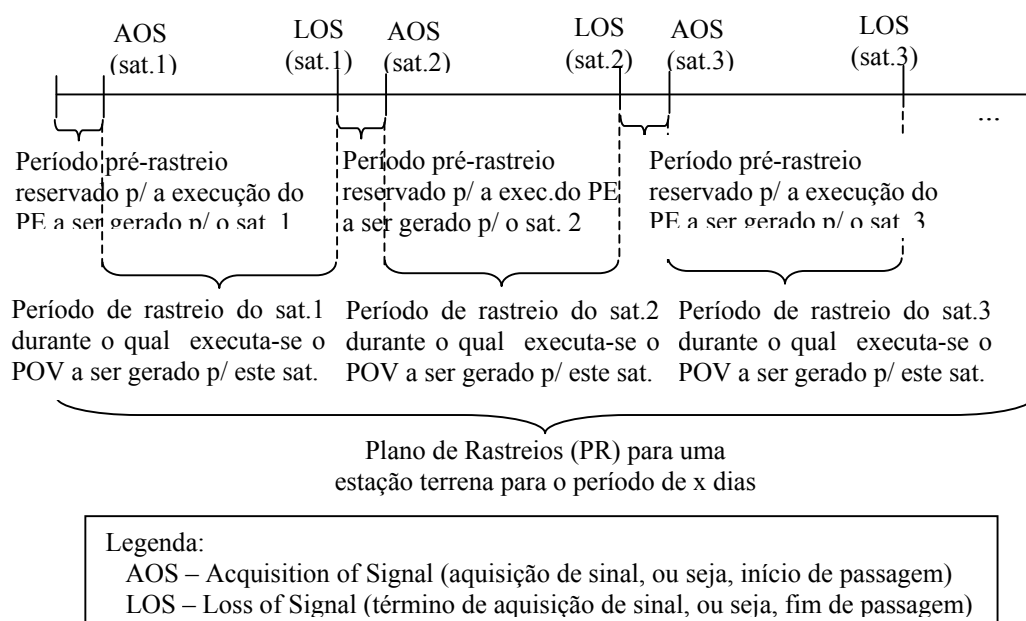 AOS
(sat.1)
LOS
(sat.1)
AOS
(sat.2)
LOS
(sat.2)
AOS
(sat.3)
LOS
(sat.3)
...
Período pré-rastreio
reservado p/ a execução do
PE a ser gerado p/ o sat. 1
Período pré-rastreio
reservado p/ a exec.do PE
a ser gerado p/ o sat. 2
Período pré-rastreio
reservado p/ a execução do
PE a ser gerado p/ o sat. 3
Período de rastreio do sat.1
durante o qual executa-se o
POV a ser gerado p/ este sat.
Período de rastreio do sat.2
durante o qual executa-se o
POV a ser gerado p/ este sat.
Período de rastreio do sat.3
durante o qual executa-se o
POV a ser gerado p/ este sat.
Plano de Rastreios (PR) para uma
estação terrena para o período de x dias
Legenda:
AOS – Acquisition of Signal (aquisição de sinal, ou seja, início de passagem)
LOS – Loss of Signal (término de aquisição de sinal, ou seja, fim de passagem)